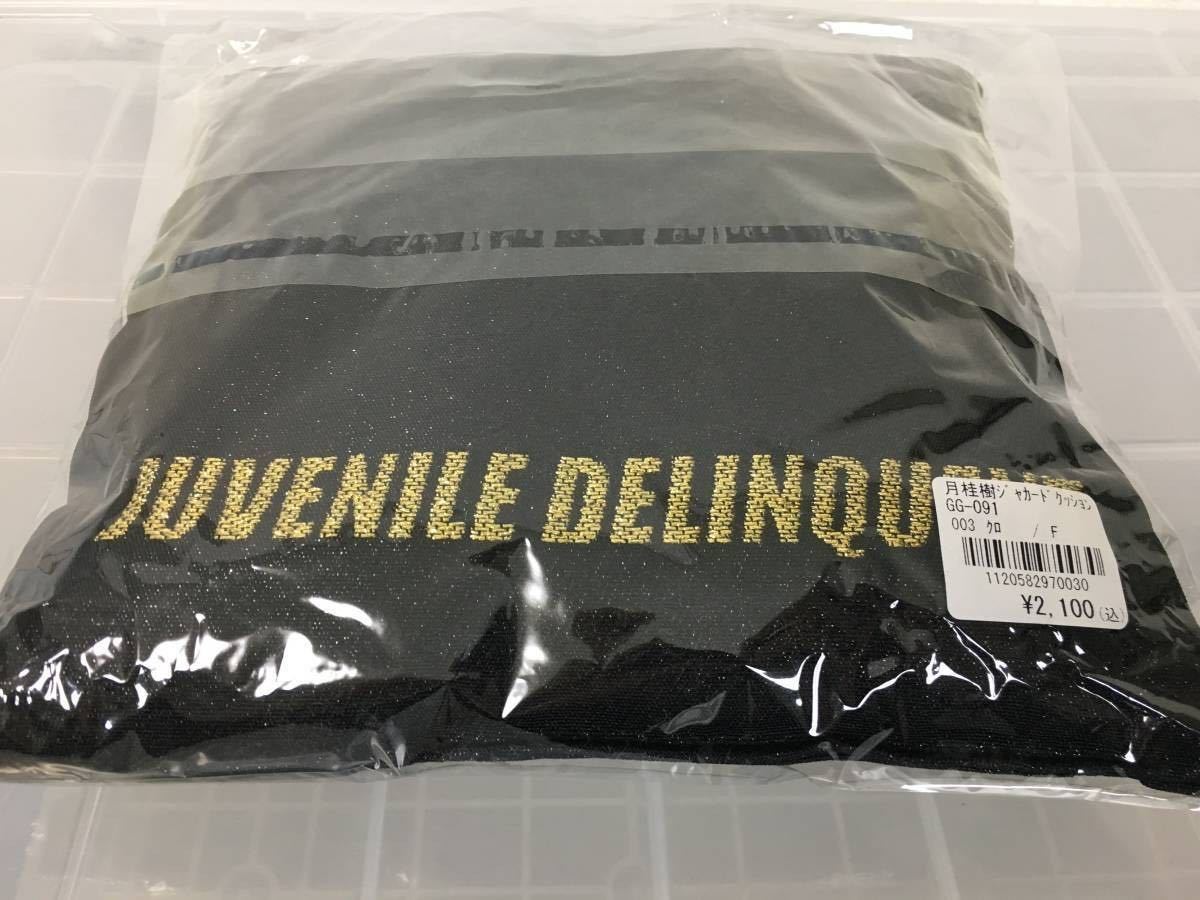 JUVENILE DELINQU
月桂樹ｼﾞｬｶｰﾄﾞｸｯｼｮﾝ
GG-091
003 ｸﾛ / F
1120582970030
¥2,100(込)